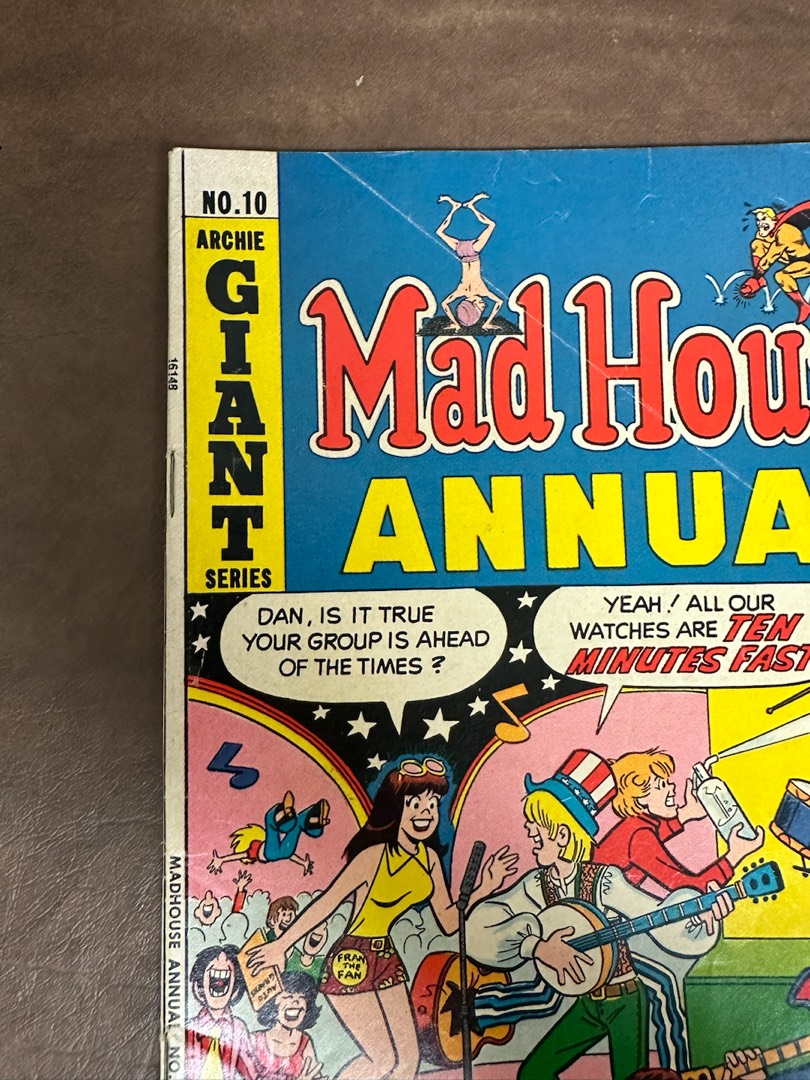 NO.10
ARCHIE
GIANT
SERIES
16148
Mad Hou
ANNUA
DAN, IS IT TRUE
YOUR GROUP IS AHEAD
OF THE TIMES?
YEAH! ALL OUR
WATCHES ARE TEN
MINUTES FAST
FRAN
THE
FAN
MADHOUSE ANNUAL NO.